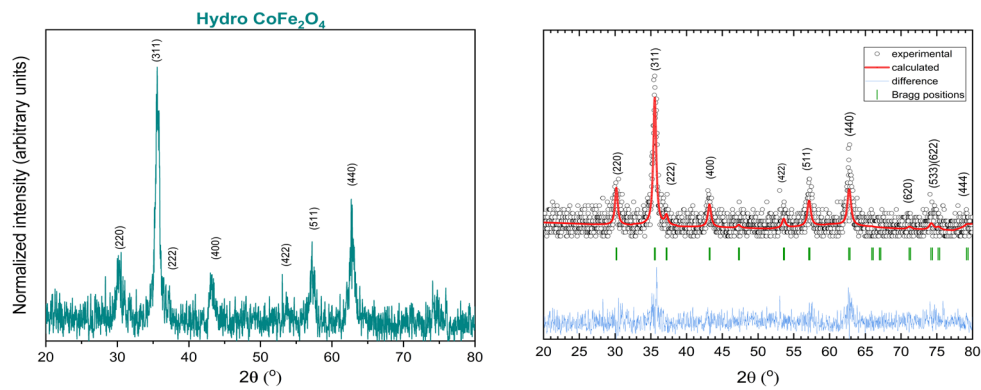 Hydro CoFe₂O₄
Normalized intensity (arbitrary units)
(220)
(311)
(222)
(400)
(422)
(511)
(440)
20 30 40 50 60 70 80
2θ (°)
experimental
calculated
difference
Bragg positions
(220)
(311)
(222)
(400)
(422)
(511)
(440)
(620)
(533)(622)
(444)
20 25 30 35 40 45 50 55 60 65 70 75 80
2θ (°)